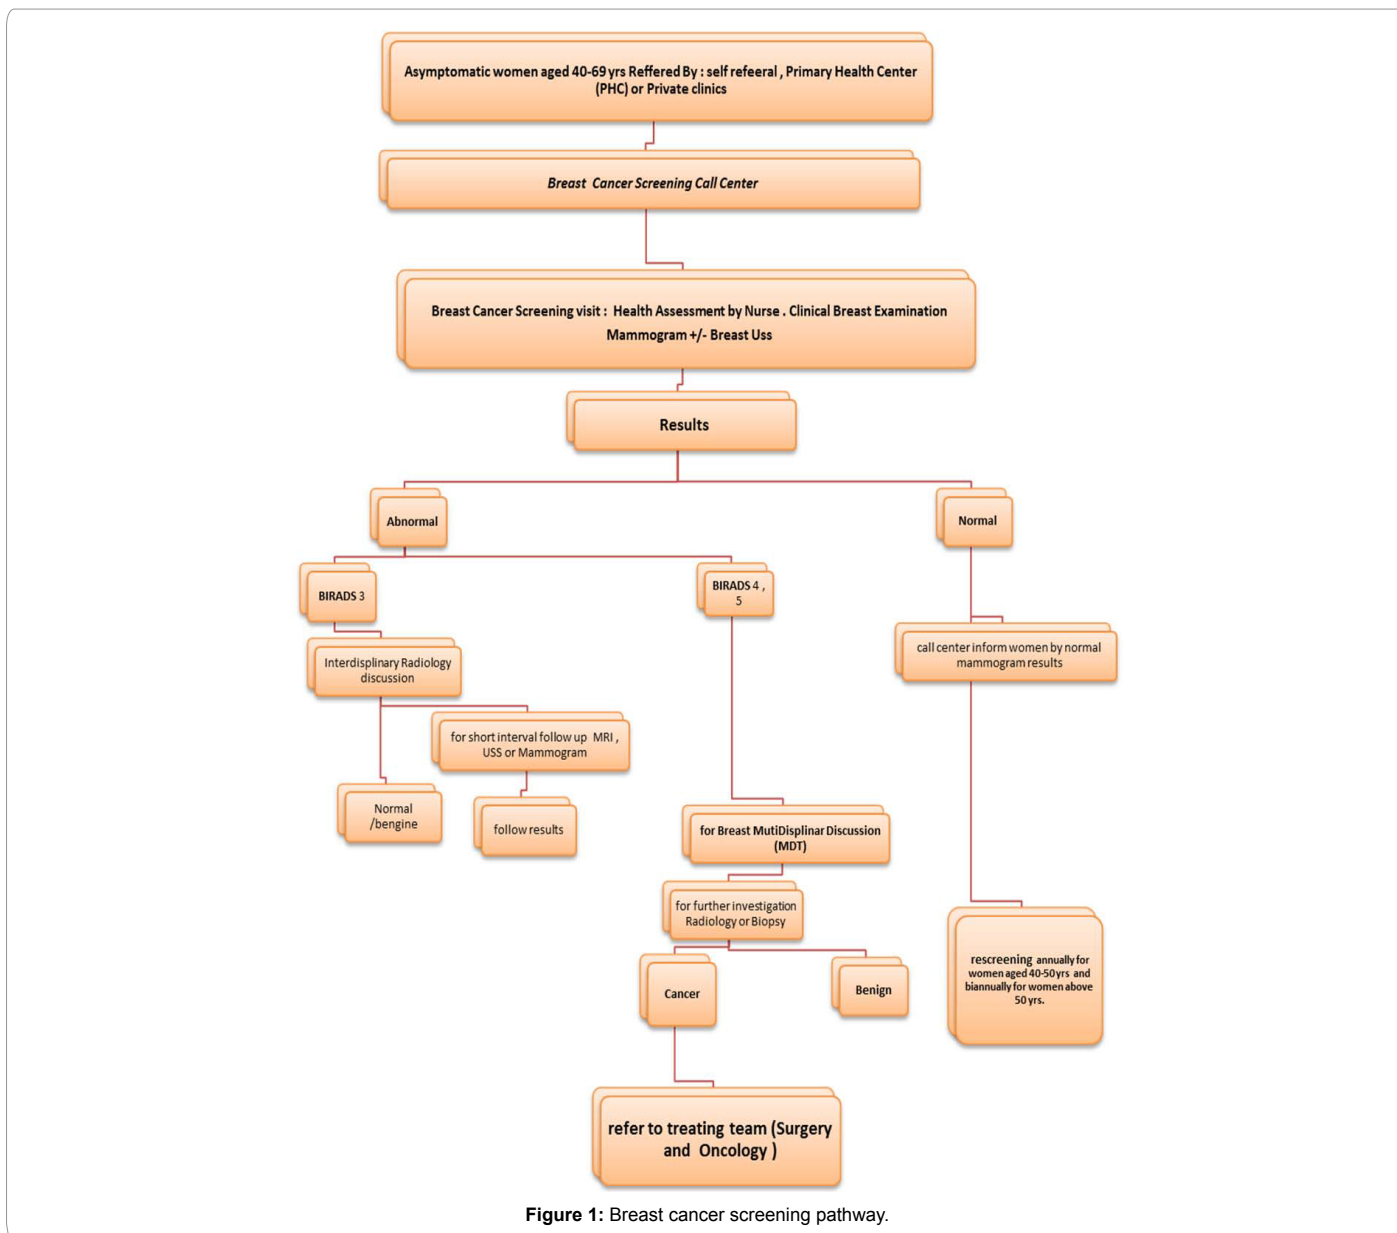 Asymptomatic women aged 40-69 yrs Reffered By : self refeeral , Primary Health Center
(PHC) or Private clinics
Breast Cancer Screening Call Center
Breast Cancer Screening visit : Health Assessment by Nurse . Clinical Breast Examination
Mammogram +/- Breast Uss
Results
Abnormal
Normal
BIRADS 3
BIRADS 4 ,
5
Interdisplinary Radiology
discussion
call center inform women by normal
mammogram results
for short interval follow up MRI ,
USS or Mammogram
Normal
/bengine
follow results
for Breast MutiDisplinar Discussion
(MDT)
for further investigation
Radiology or Biopsy
Cancer
Benign
rescreening annually for
women aged 40-50yrs and
biannually for women above
50 yrs.
refer to treating team (Surgery
and Oncology )
Figure 1: Breast cancer screening pathway.